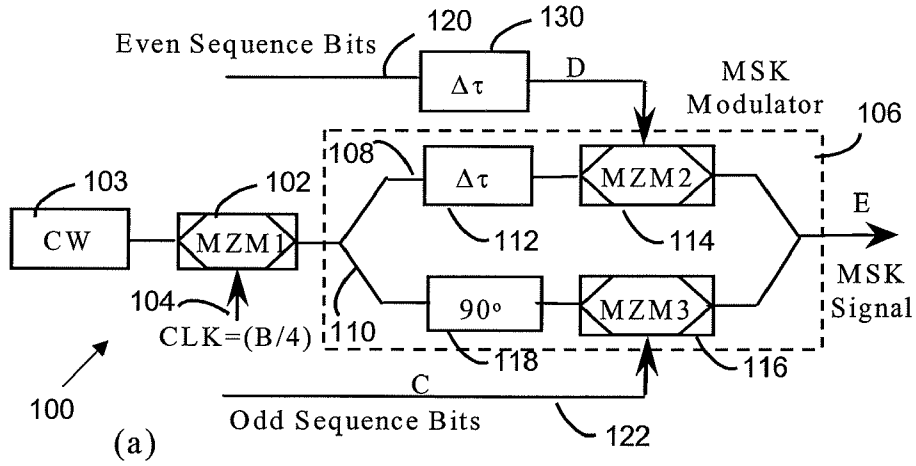 130
Even Sequence Bits
120
Δτ
D
MSK
Modulator
106
108
103
102
Δτ
MZM2
E
CW
MZM1
112
114
104
110
90°
MZM3
MSK
Signal
CLK=(B/4)
118
116
100
C
Odd Sequence Bits
122
(a)